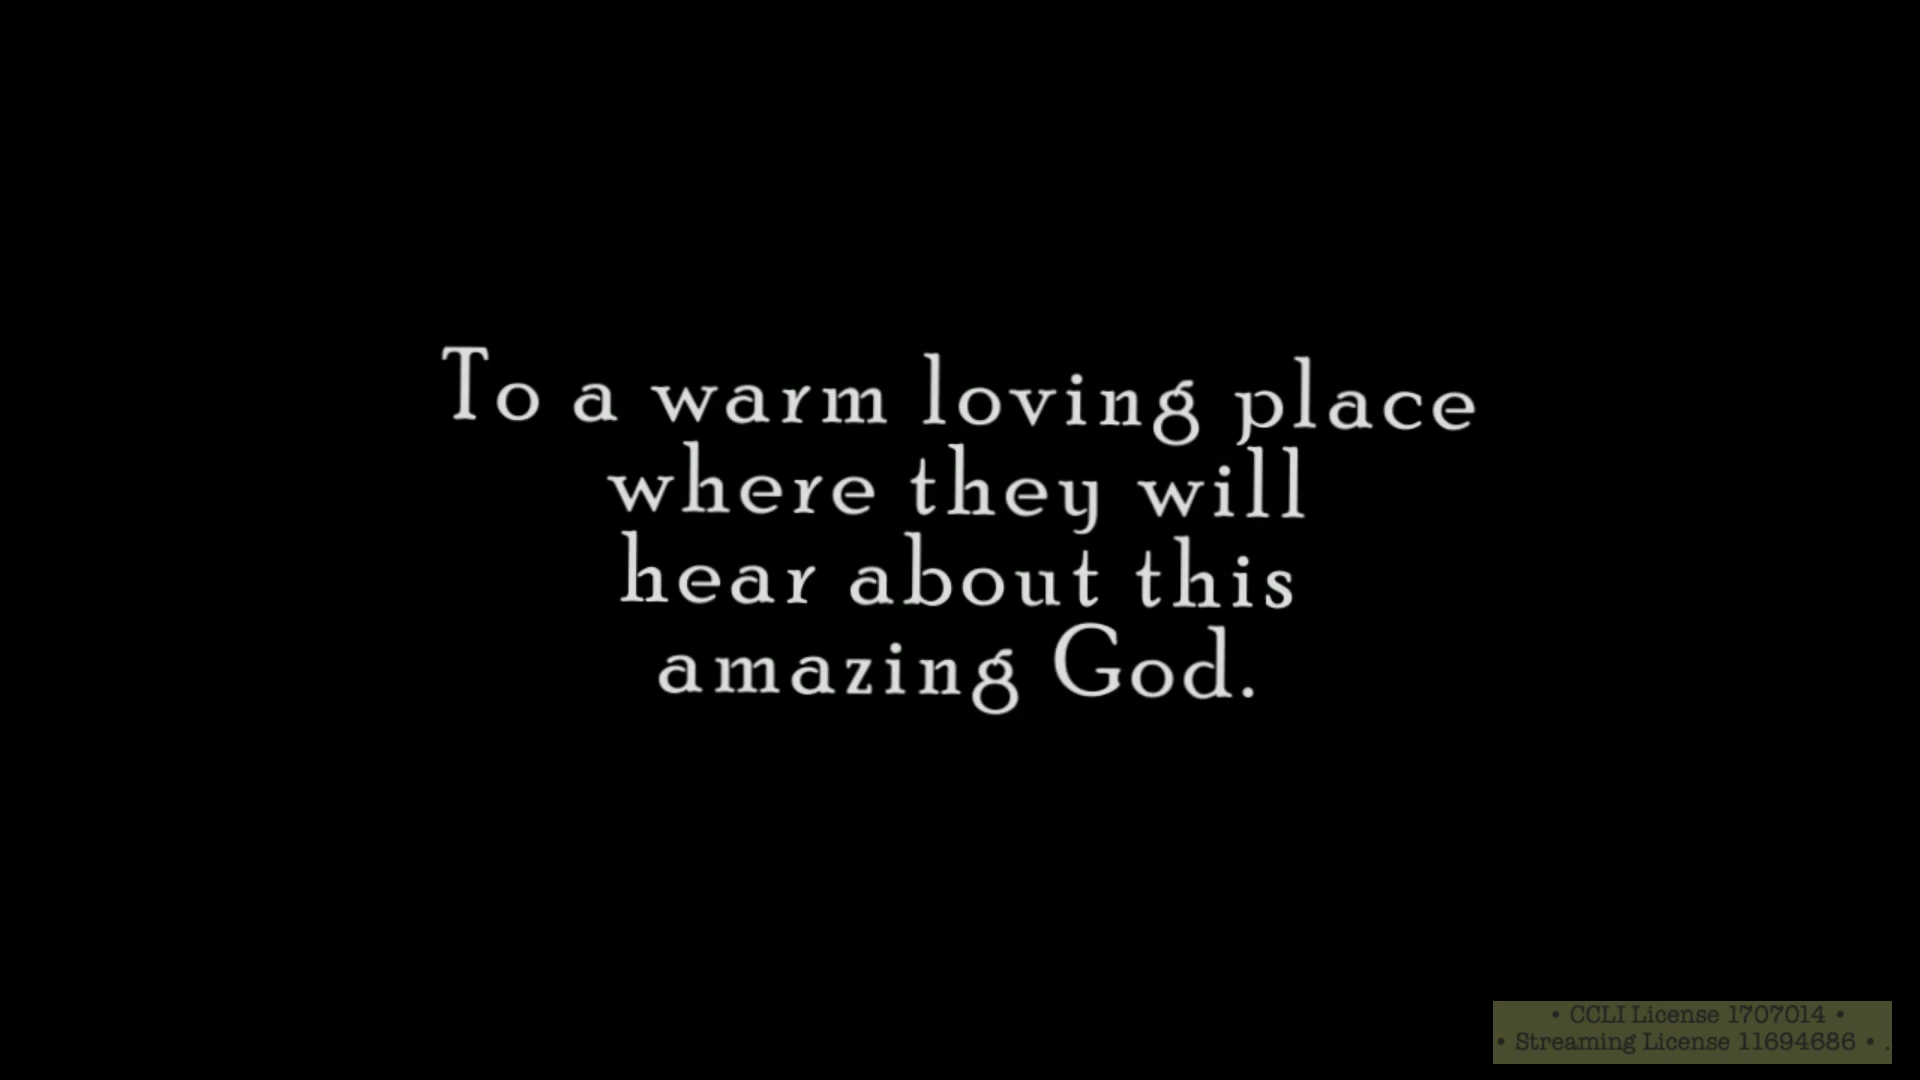 To a warm loving place
where they will
hear about this
amazing God.
• CCLI License 1707014 •
• Streaming License 11694686 • .